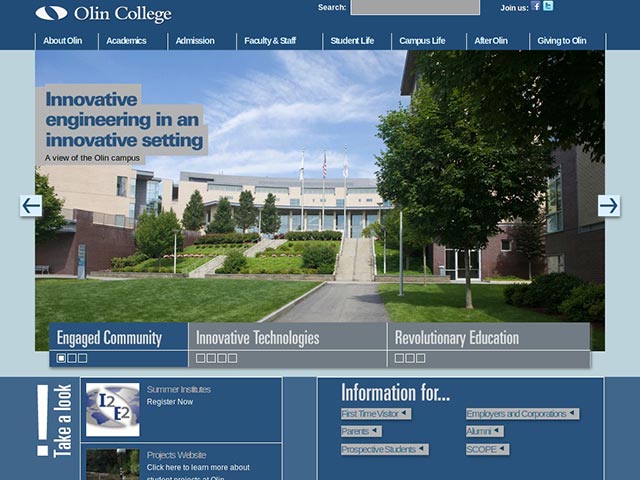 Olin College
Search:
Join us:
About Olin
Academics
Admission
Faculty & Staff
Student Life
Campus Life
After Olin
Giving to Olin
Innovative
engineering in an
innovative setting
A view of the Olin campus
Engaged Community
Innovative Technologies
Revolutionary Education
! Take a look
I2
E2
Summer Institutes
Register Now
Projects Website
Click here to learn more about
student projects at Olin
Information for...
First Time Visitor
Employers and Corporations
Parents
Alumni
Prospective Students
SCOPE